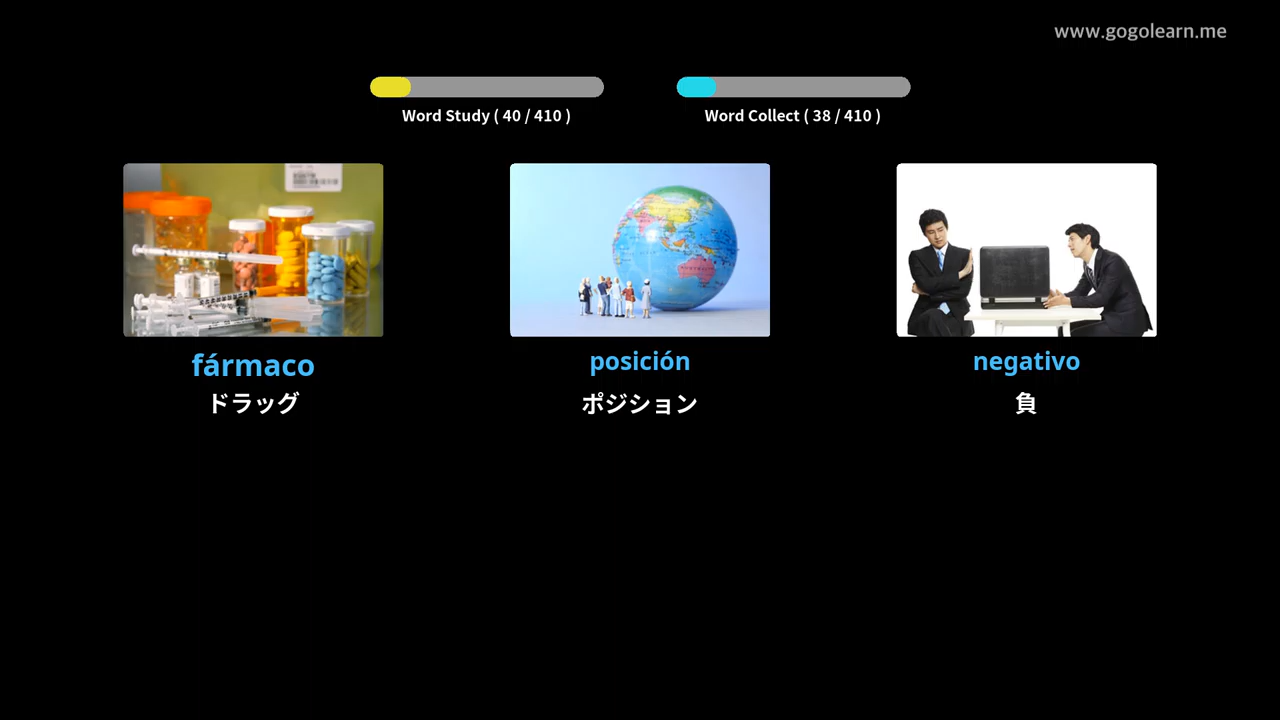 www.gogolearn.me
Word Study ( 40 / 410 )
Word Collect ( 38 / 410 )
fármaco
ドラッグ
posición
ポジション
negativo
負